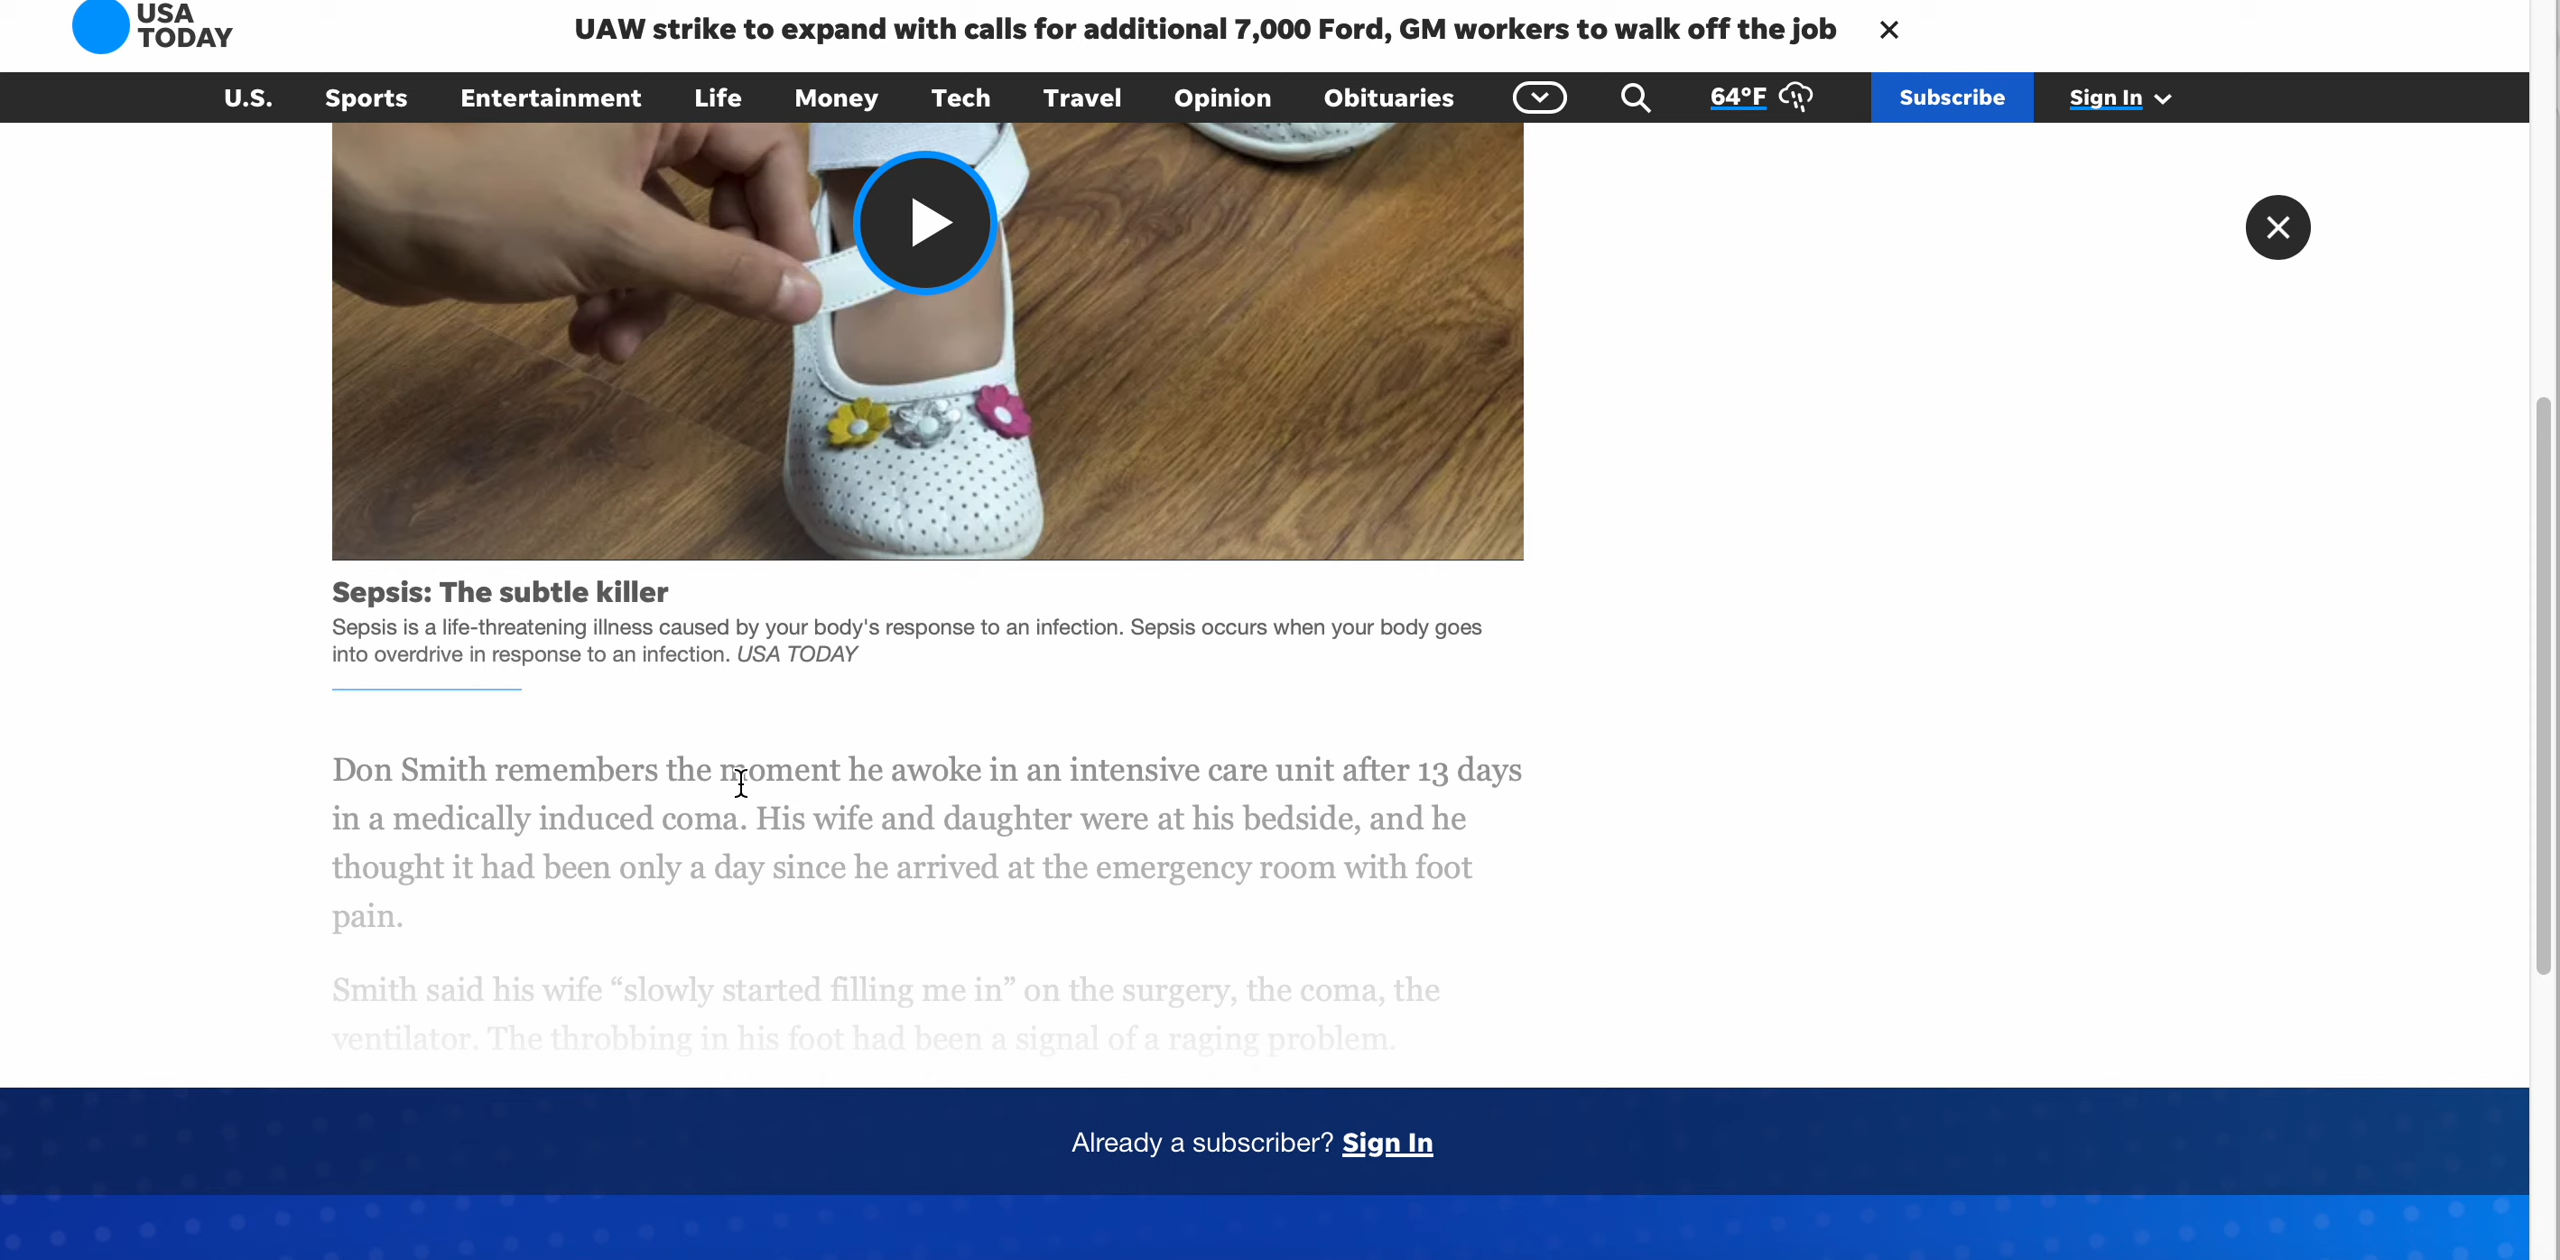 USA
TODAY
UAW strike to expand with calls for additional 7,000 Ford, GM workers to walk off the job
U.S. Sports Entertainment Life Money Tech Travel Opinion Obituaries 64°F Subscribe Sign In
Sepsis: The subtle killer
Sepsis is a life-threatening illness caused by your body's response to an infection. Sepsis occurs when your body goes
into overdrive in response to an infection. USA TODAY
Don Smith remembers the moment he awoke in an intensive care unit after 13 days
in a medically induced coma. His wife and daughter were at his bedside, and he
thought it had been only a day since he arrived at the emergency room with foot
pain.
Smith said his wife “slowly started filling me in” on the surgery, the coma, the
ventilator. The throbbing in his foot had been a signal of a raging problem.
Already a subscriber? Sign In